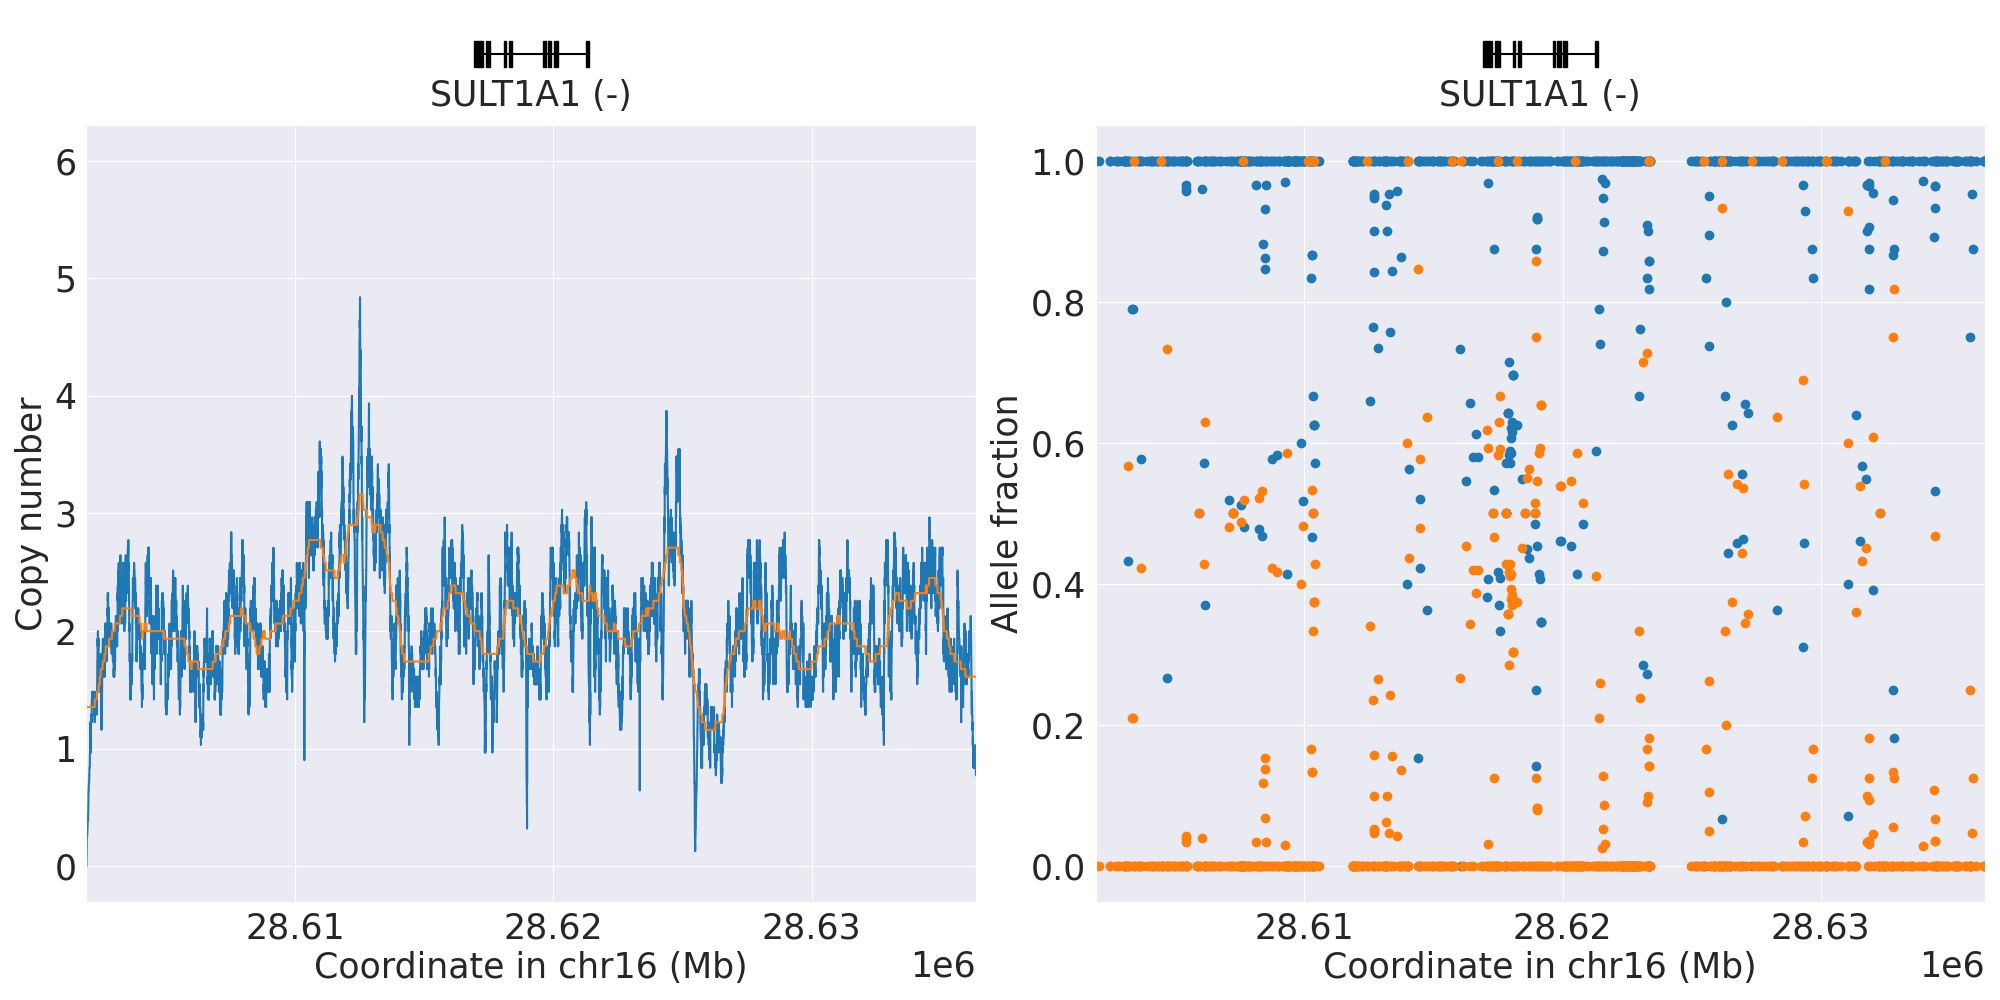 SULT1A1 (-)
6
5
4
3
2
1
0
Copy number
28.61
28.62
28.63
Coordinate in chr16 (Mb)
1e6
SULT1A1 (-)
1.0
0.8
0.6
0.4
0.2
0.0
Allele fraction
28.61
28.62
28.63
Coordinate in chr16 (Mb)
1e6